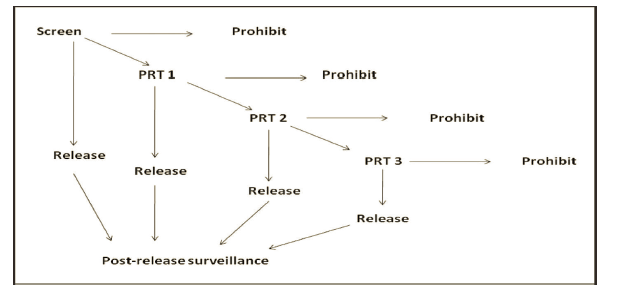 Screen Prohibit
PRT 1 Prohibit
PRT 2 Prohibit
PRT 3 Prohibit
Release
Release
Release
Release
Post-release surveillance